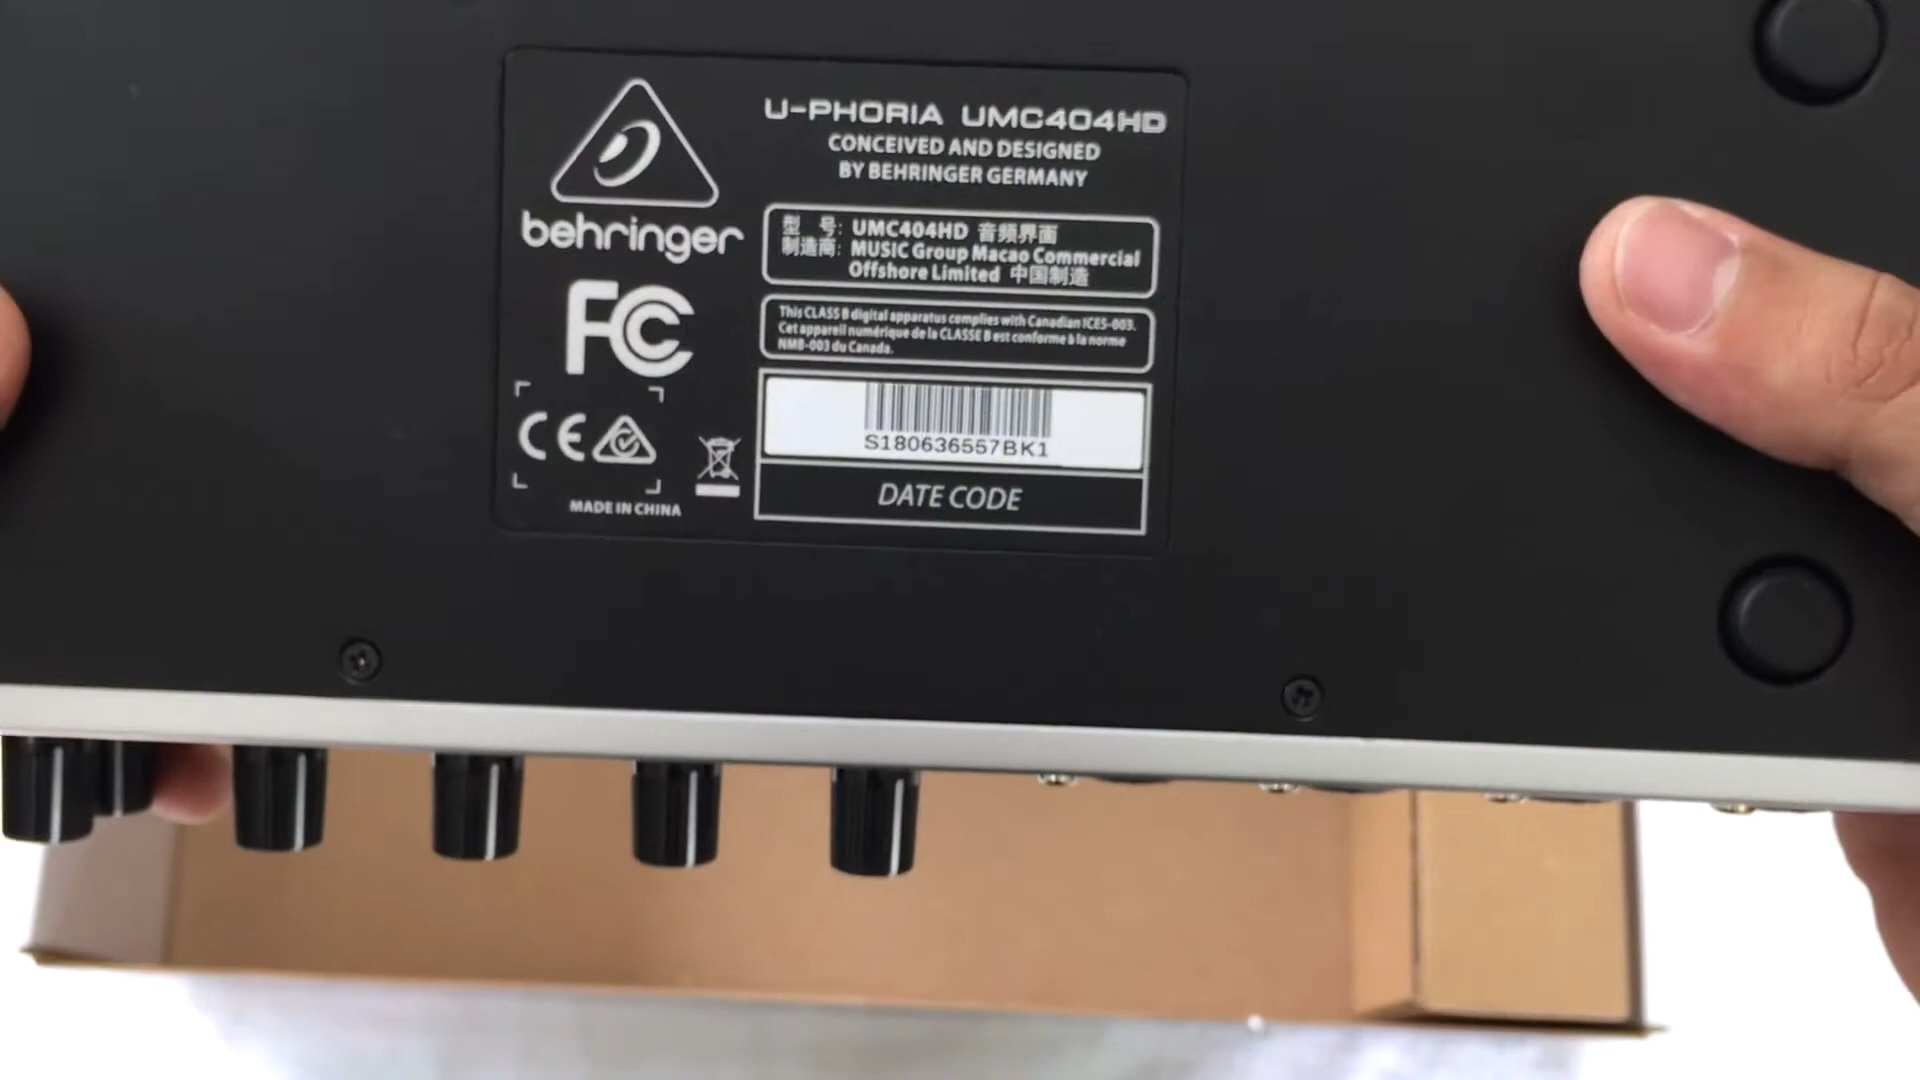 behringer
FC
CE
MADE IN CHINA
U-PHORIA UMC404HD
CONCEIVED AND DESIGNED
BY BEHRINGER GERMANY
型 号: UMC404HD 音频界面
制造商: MUSIC Group Macao Commercial
Offshore Limited 中国制造
This CLASS B digital apparatus complies with Canadian ICES-003.
Cet appareil numérique de la CLASSE B est conforme à la norme
NMB-003 du Canada.
S180636557BK1
DATE CODE